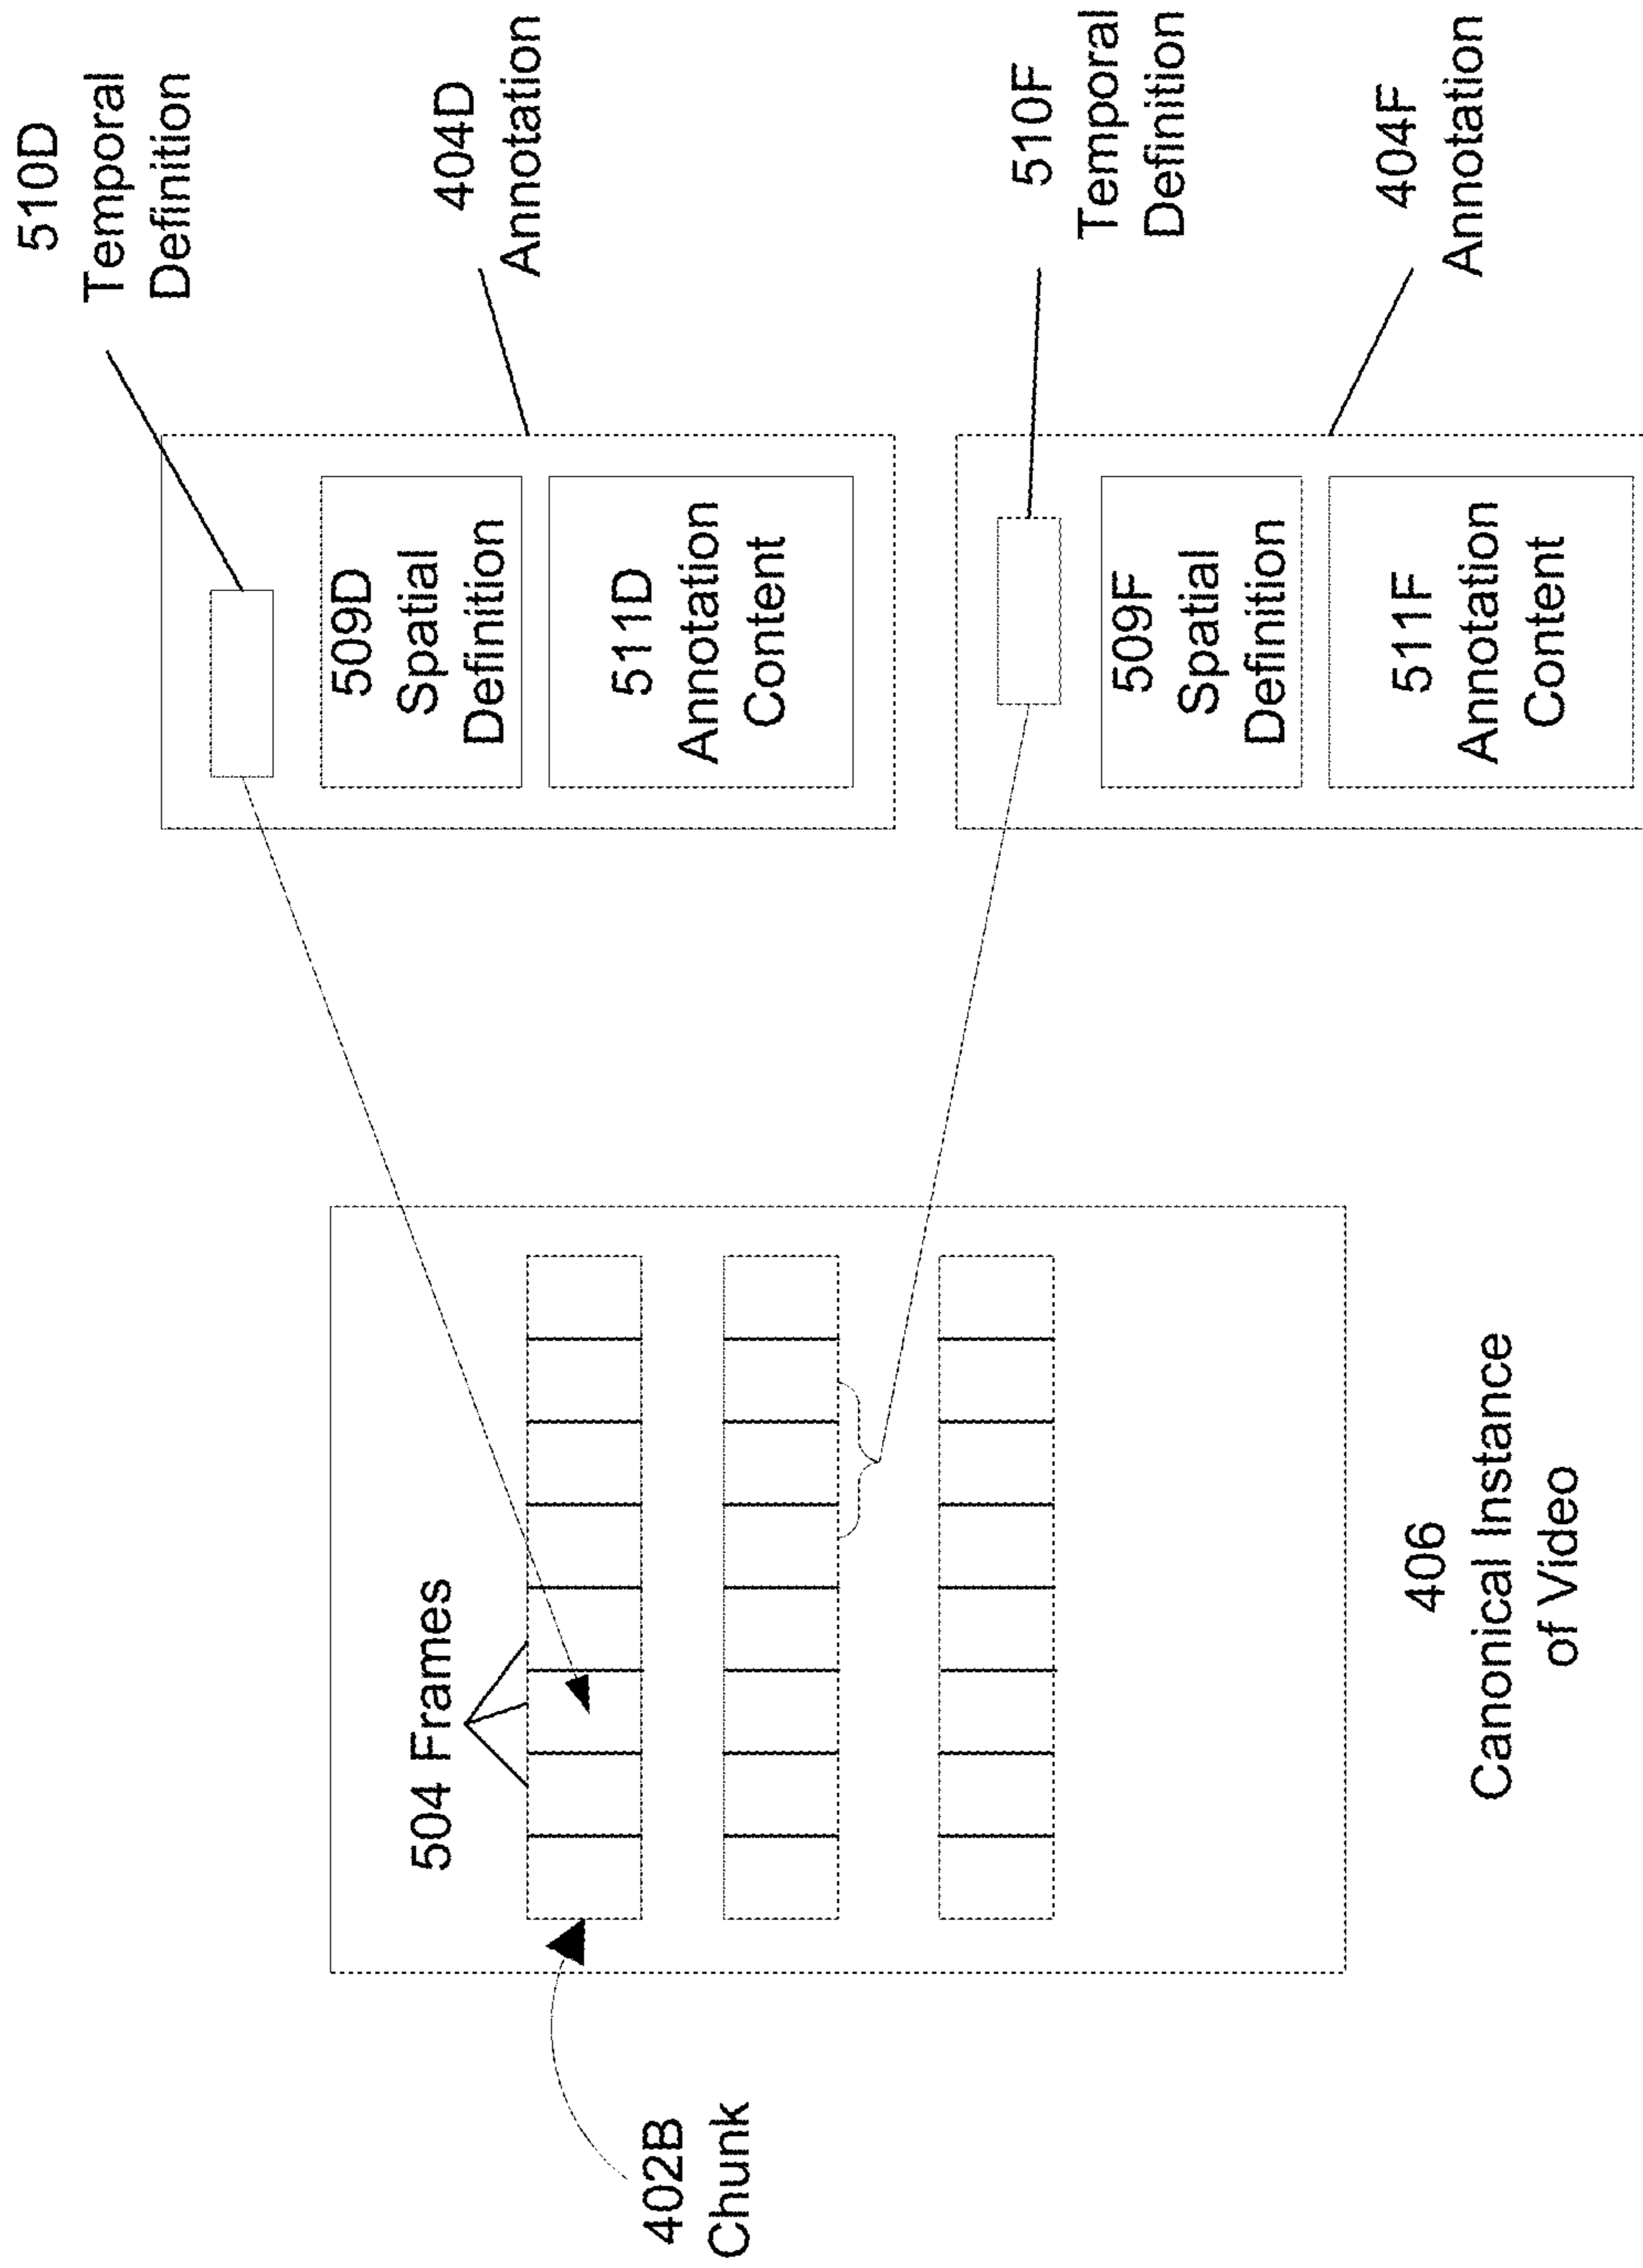 402B
Chunk
504 Frames
406
Canonical Instance
of Video
510D
Temporal
Definition
509D
Spatial
Definition
511D
Annotation
Content
404D
Annotation
510F
Temporal
Definition
509F
Spatial
Definition
511F
Annotation
Content
404F
Annotation